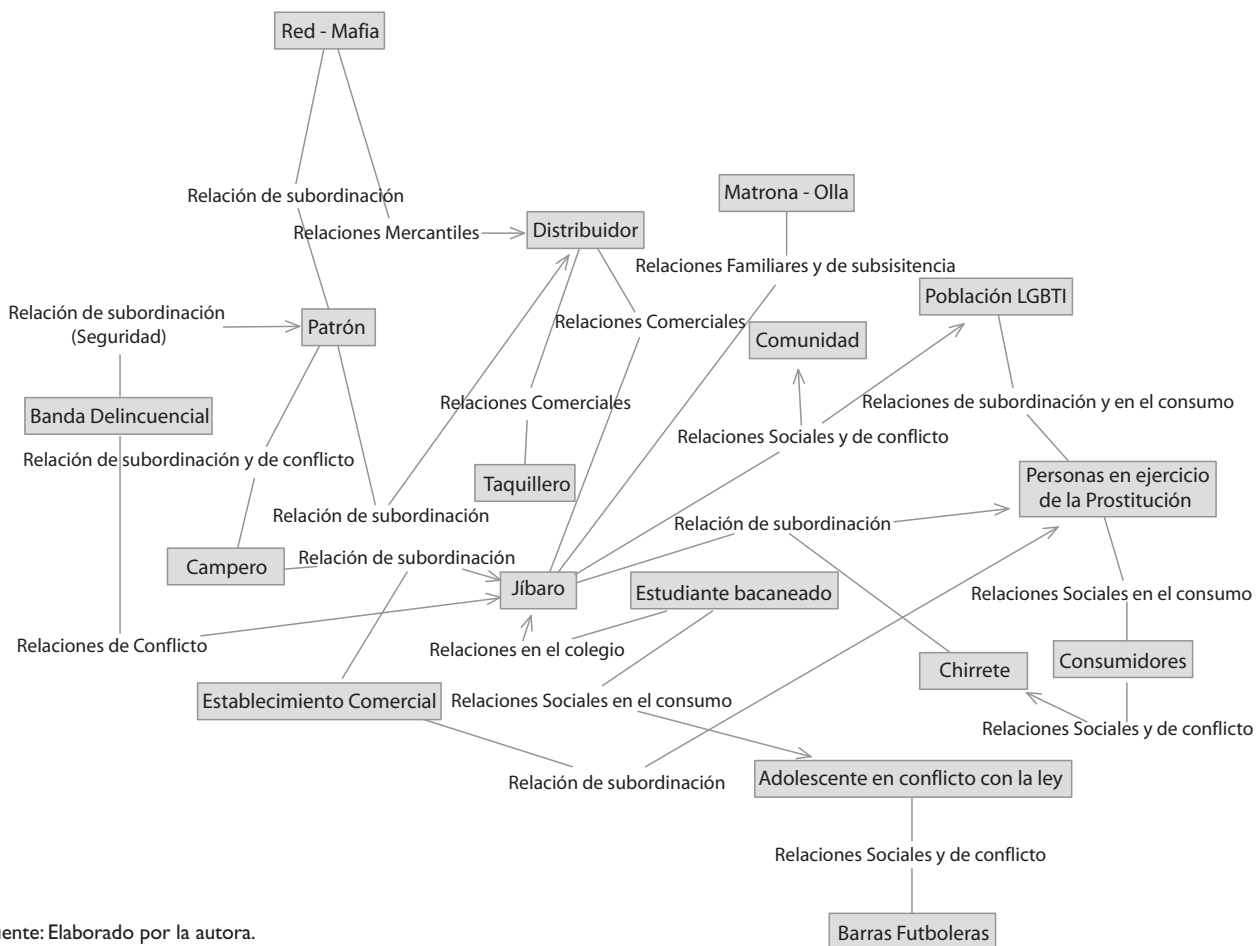 Red - Mafia
Relación de subordinación
Matrona - Olla
Relaciones Mercantiles
Distribuidor
Relaciones Familiares y de subsisitencia
Población LGBTI
Relación de subordinación
(Seguridad)
Patrón
Relaciones Comerciales
Comunidad
Banda Delincuencial
Relaciones Comerciales
Relaciones de subordinación y en el consumo
Relación de subordinación y de conflicto
Relaciones Sociales y de conflicto
Taquillero
Personas en ejercicio
de la Prostitución
Relación de subordinación
Relación de subordinación
Campero
Relación de subordinación
Jíbaro
Estudiante bacaneado
Relaciones Sociales en el consumo
Relaciones de Conflicto
Relaciones en el colegio
Chirrete
Consumidores
Establecimiento Comercial
Relaciones Sociales en el consumo
Relaciones Sociales y de conflicto
Relación de subordinación
Adolescente en conflicto con la ley
Relaciones Sociales y de conflicto
Barras Futboleras
uente: Elaborado por la autora.